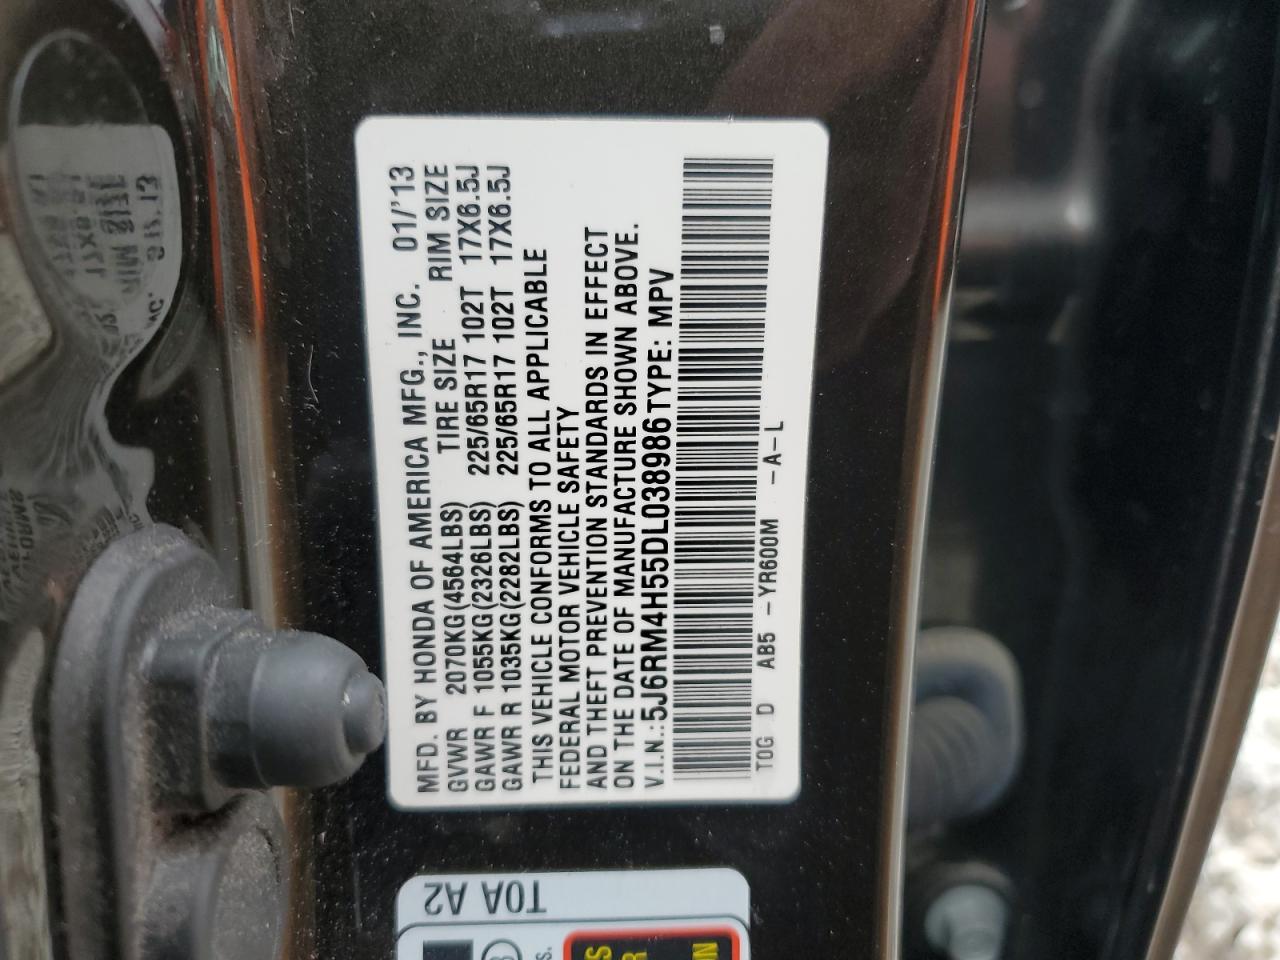 MFD. BY HONDA OF AMERICA MFG., INC. 01/'13
TIRE SIZE RIM SIZE
GVWR 2070KG(4564LBS)
GAWR F 1055KG(2326LBS) 225/65R17 102T 17X6.5J
GAWR R 1035KG(2282LBS) 225/65R17 102T 17X6.5J
THIS VEHICLE CONFORMS TO ALL APPLICABLE
FEDERAL MOTOR VEHICLE SAFETY
AND THEFT PREVENTION STANDARDS IN EFFECT
ON THE DATE OF MANUFACTURE SHOWN ABOVE.
V.I.N.:5J6RM4H55DL038986 TYPE: MPV
T0G D AB5 -YR600M -A-L
T0A A2